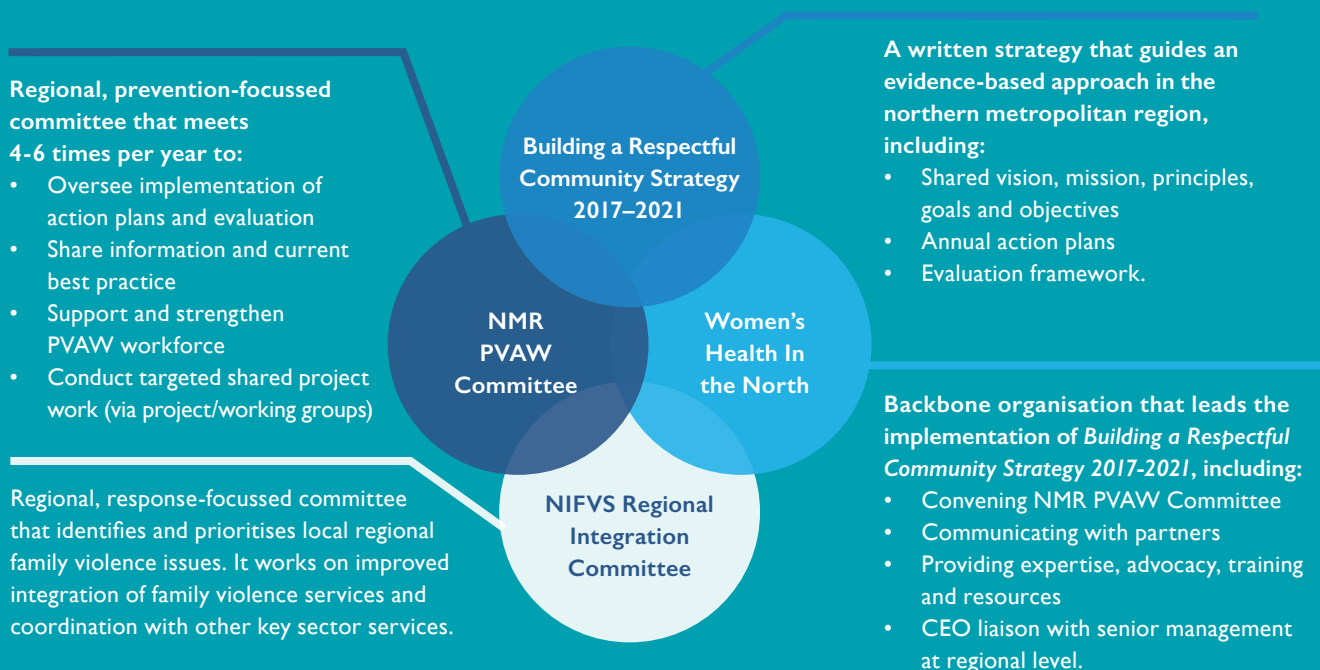 Regional, prevention-focussed
committee that meets
4-6 times per year to:
• Oversee implementation of
action plans and evaluation
• Share information and current
best practice
• Support and strengthen
PVAW workforce
• Conduct targeted shared project
work (via project/working groups)
Regional, response-focussed committee
that identifies and prioritises local regional
family violence issues. It works on improved
integration of family violence services and
coordination with other key sector services.
Building a Respectful
Community Strategy
2017–2021
NMR
PVAW
Committee
Women’s
Health In
the North
NIFVS Regional
Integration
Committee
A written strategy that guides an
evidence-based approach in the
northern metropolitan region,
including:
• Shared vision, mission, principles,
goals and objectives
• Annual action plans
• Evaluation framework.
Backbone organisation that leads the
implementation of Building a Respectful
Community Strategy 2017-2021, including:
• Convening NMR PVAW Committee
• Communicating with partners
• Providing expertise, advocacy, training
and resources
• CEO liaison with senior management
at regional level.